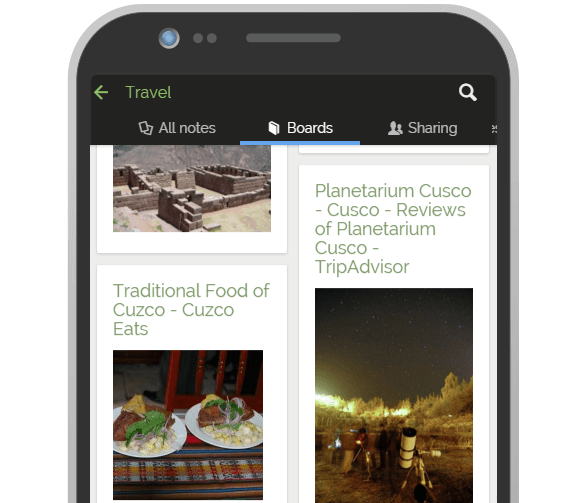 Travel
All notes
Boards
Sharing
Traditional Food of
Cuzco - Cuzco
Eats
Planetarium Cusco
- Cusco - Reviews
of Planetarium
Cusco -
TripAdvisor